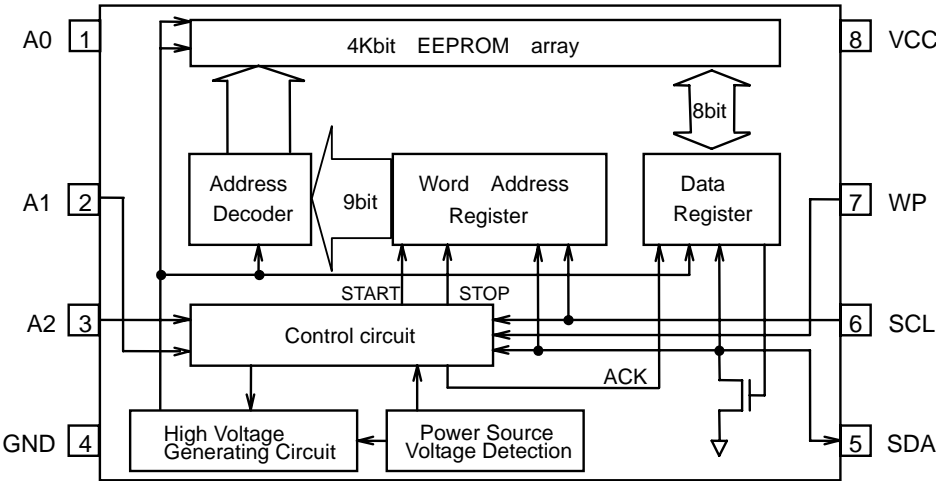 4Kbit EEPROM array
A0 1
8 VCC
8bit
Address
Decoder
9bit
Word Address
Register
Data
Register
A1 2
7 WP
START
STOP
A2 3
Control circuit
6 SCL
ACK
GND 4
High Voltage
Generating Circuit
Power Source
Voltage Detection
5 SDA